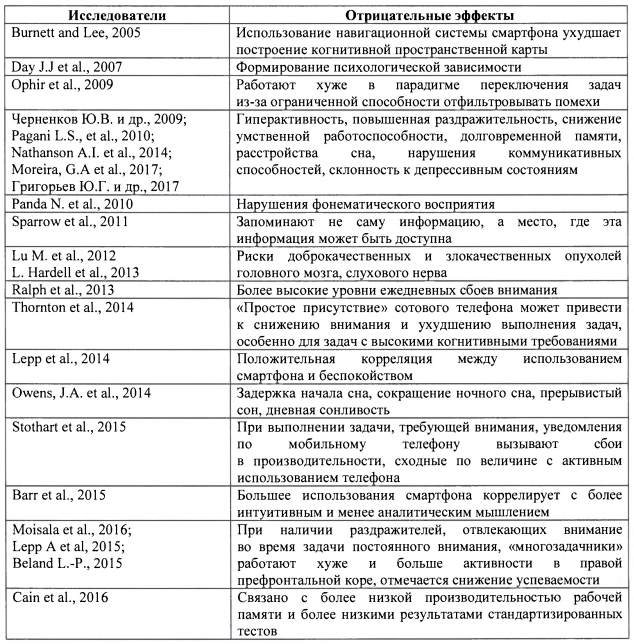 Исследователи Отрицательные эффекты
Burnett and Lee, 2005 Использование навигационной системы смартфона ухудшает
построение когнитивной пространственной карты
Day J.J et al., 2007 Формирование психологической зависимости
Ophir et al., 2009 Работают хуже в парадигме переключения задач
из-за ограниченной способности отфильтровывать помехи
Черненков Ю.В. и др., 2009; Гиперактивность, повышенная раздражительность, снижение
Pagani L.S., et al., 2010; умственной работоспособности, долговременной памяти,
Nathanson A.I. et al., 2014; расстройства сна, нарушения коммуникативных
Moreira, G.A et al., 2017; способностей, склонность к депрессивным состояниям
Григорьев Ю.Г. и др., 2017
Panda N. et al., 2010 Нарушения фонематического восприятия
Sparrow et al., 2011 Запоминают не саму информацию, а место, где эта
информация может быть доступна
Lu M. et al., 2012 Риски доброкачественных и злокачественных опухолей
L. Hardell et al., 2013 головного мозга, слухового нерва
Ralph et al., 2013 Более высокие уровни ежедневных сбоев внимания
Thornton et al., 2014 «Простое присутствие» сотового телефона может привести
к снижению внимания и ухудшению выполнения задач,
особенно для задач с высокими когнитивными требованиями
Lepp et al., 2014 Положительная корреляция между использованием
смартфона и беспокойством
Owens, J.A. et al., 2014 Задержка начала сна, сокращение ночного сна, прерывистый
сон, дневная сонливость
Stothart et al., 2015 При выполнении задачи, требующей внимания, уведомления
по мобильному телефону вызывают сбои
в производительности, сходные по величине с активным
использованием телефона
Barr et al., 2015 Большее использования смартфона коррелирует с более
интуитивным и менее аналитическим мышлением
Moisala et al., 2016; При наличии раздражителей, отвлекающих внимание
Lepp A et al, 2015; во время задачи постоянного внимания, «многозадачники»
Beland L.-P., 2015 работают хуже и больше активности в правой
префронтальной коре, отмечается снижение успеваемости
Cain et al., 2016 Связано с более низкой производительностью рабочей
памяти и более низкими результатами стандартизированных
тестов